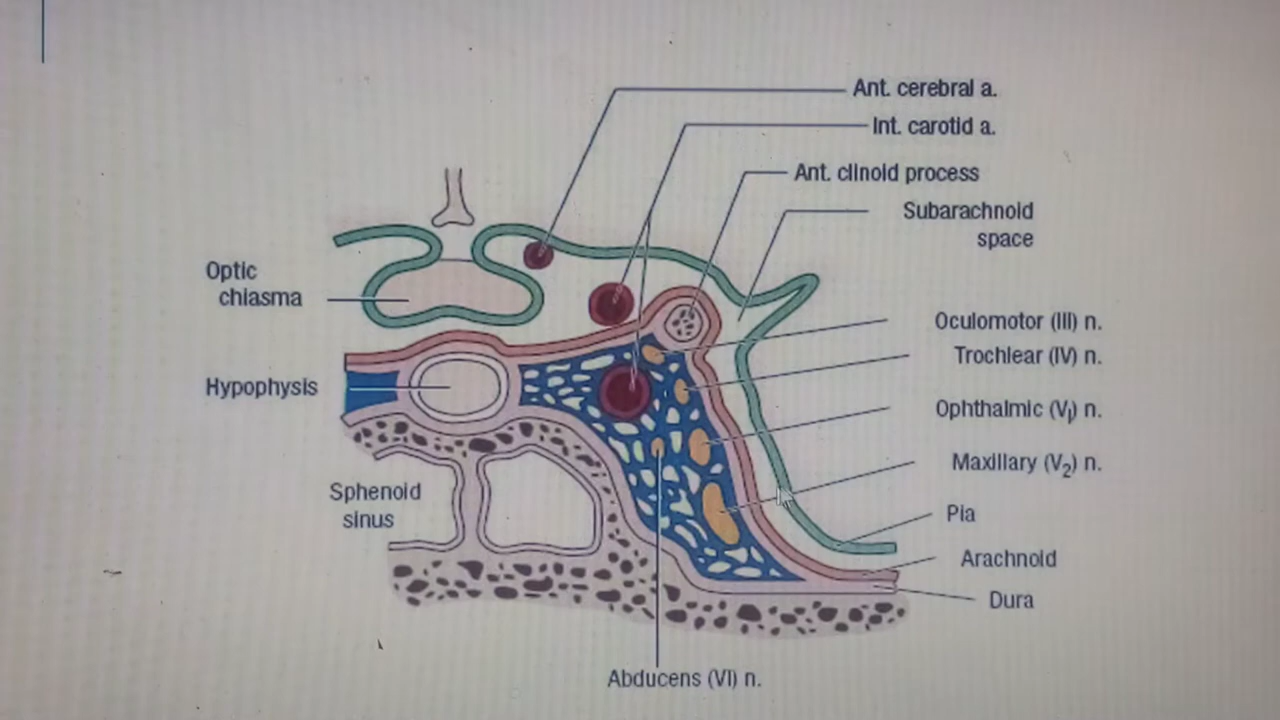 Ant. cerebral a.
Int. carotid a.
Ant. clinoid process
Subarachnoid
space
Optic
chiasma
Oculomotor (III) n.
Trochlear (IV) n.
Hypophysis
Ophthalmic (V₁) n.
Maxillary (V₂) n.
Sphenoid
sinus
Pia
Arachnoid
Dura
Abducens (VI) n.